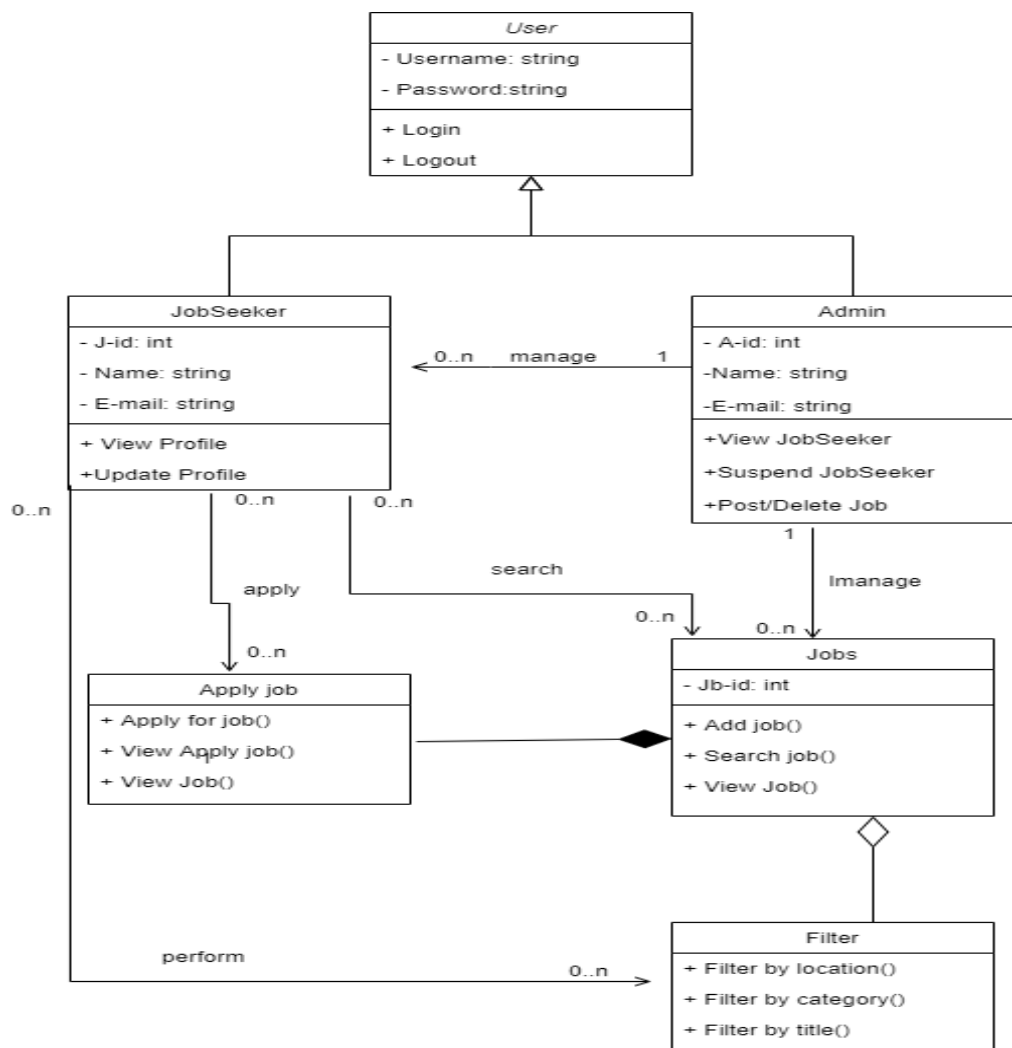 User
- Username: string
- Password:string
+ Login
+ Logout
JobSeeker
- J-id: int
- Name: string
- E-mail: string
+ View Profile
+Update Profile
0..n manage 1
Admin
- A-id: int
-Name: string
-E-mail: string
+View JobSeeker
+Suspend JobSeeker
+Post/Delete Job
0..n
0..n
0..n
1
search
apply
lmanage
0..n
0..n
0..n
Apply job
+ Apply for job()
+ View Apply job()
+ View Job()
Jobs
- Jb-id: int
+ Add job()
+ Search job()
+ View Job()
perform
0..n
Filter
+ Filter by location()
+ Filter by category()
+ Filter by title()